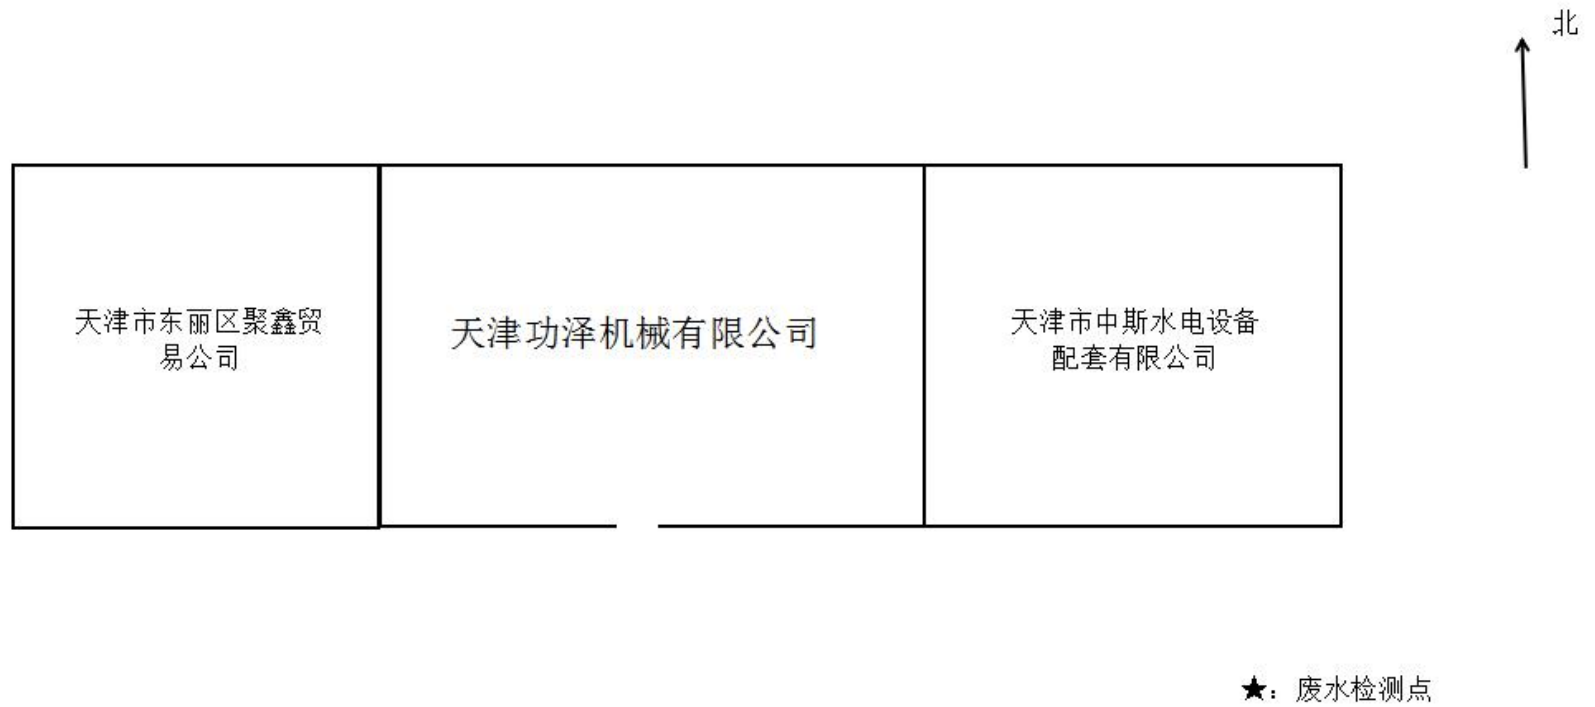 北
天津市东丽区聚鑫贸
易公司
天津功泽机械有限公司
天津市中斯水电设备
配套有限公司
★：废水检测点